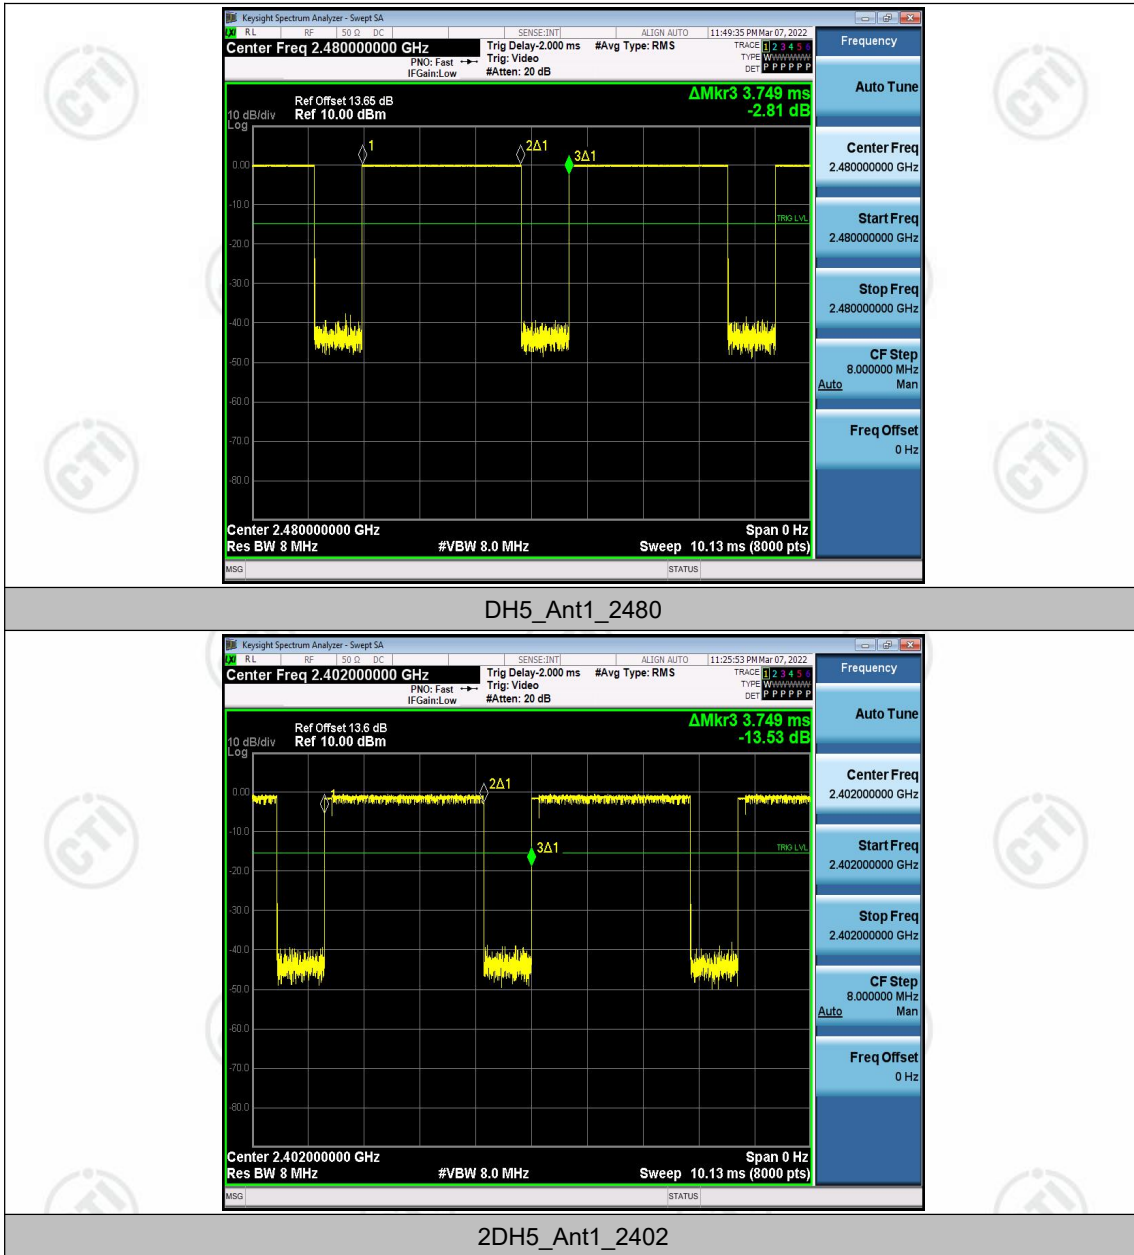 Keysight Spectrum Analyzer - Swept SA
LXI RL RF 50 Ω DC SENSE:INT ALIGN AUTO 11:49:35 PM Mar 07, 2022
Center Freq 2.480000000 GHz
Trig Delay-2.000 ms #Avg Type: RMS
TRACE 1 2 3 4 5 6
PNO: Fast Trig: Video
TYPE WWWWWW
IFGain:Low #Atten: 20 dB
DET P P P P P P
Frequency
ΔMkr3 3.749 ms
-2.81 dB
Ref Offset 13.65 dB
10 dB/div Ref 10.00 dBm
Log
1
2Δ1
3Δ1
0.00
-10.0
TRIG LVL
-20.0
-30.0
-40.0
-50.0
-60.0
-70.0
-80.0
Center 2.480000000 GHz Span 0 Hz
Res BW 8 MHz #VBW 8.0 MHz Sweep 10.13 ms (8000 pts)
MSG STATUS
Auto Tune
Center Freq
2.480000000 GHz
Start Freq
2.480000000 GHz
Stop Freq
2.480000000 GHz
CF Step
8.000000 MHz
Auto Man
Freq Offset
0 Hz
DH5_Ant1_2480
Keysight Spectrum Analyzer - Swept SA
LXI RL RF 50 Ω DC SENSE:INT ALIGN AUTO 11:25:53 PM Mar 07, 2022
Center Freq 2.402000000 GHz
Trig Delay-2.000 ms #Avg Type: RMS
TRACE 1 2 3 4 5 6
PNO: Fast Trig: Video
TYPE WWWWWW
IFGain:Low #Atten: 20 dB
DET P P P P P P
Frequency
ΔMkr3 3.749 ms
-13.53 dB
Ref Offset 13.6 dB
10 dB/div Ref 10.00 dBm
Log
1
2Δ1
3Δ1
0.00
-10.0
TRIG LVL
-20.0
-30.0
-40.0
-50.0
-60.0
-70.0
-80.0
Center 2.402000000 GHz Span 0 Hz
Res BW 8 MHz #VBW 8.0 MHz Sweep 10.13 ms (8000 pts)
MSG STATUS
Auto Tune
Center Freq
2.402000000 GHz
Start Freq
2.402000000 GHz
Stop Freq
2.402000000 GHz
CF Step
8.000000 MHz
Auto Man
Freq Offset
0 Hz
2DH5_Ant1_2402
CTI
CTI
CTI
CTI
CTI
CTI